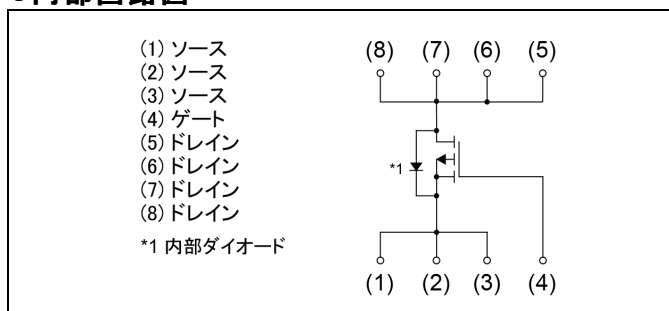 (1) ソース
(2) ソース
(3) ソース
(4) ゲート
(5) ドレイン
(6) ドレイン
(7) ドレイン
(8) ドレイン
*1 内部ダイオード
(8) (7) (6) (5)
*1
(1) (2) (3) (4)